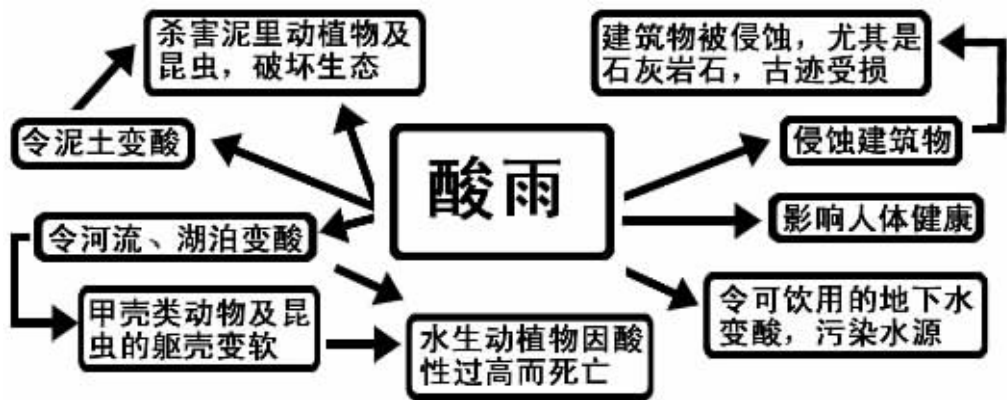 杀害泥里动植物及
昆虫，破坏生态
建筑物被侵蚀，尤其是
石灰岩石，古迹受损
令泥土变酸
酸雨
侵蚀建筑物
令河流、湖泊变酸
影响人体健康
甲壳类动物及昆
虫的躯壳变软
水生动植物因酸
性过高而死亡
令可饮用的地下水
变酸，污染水源